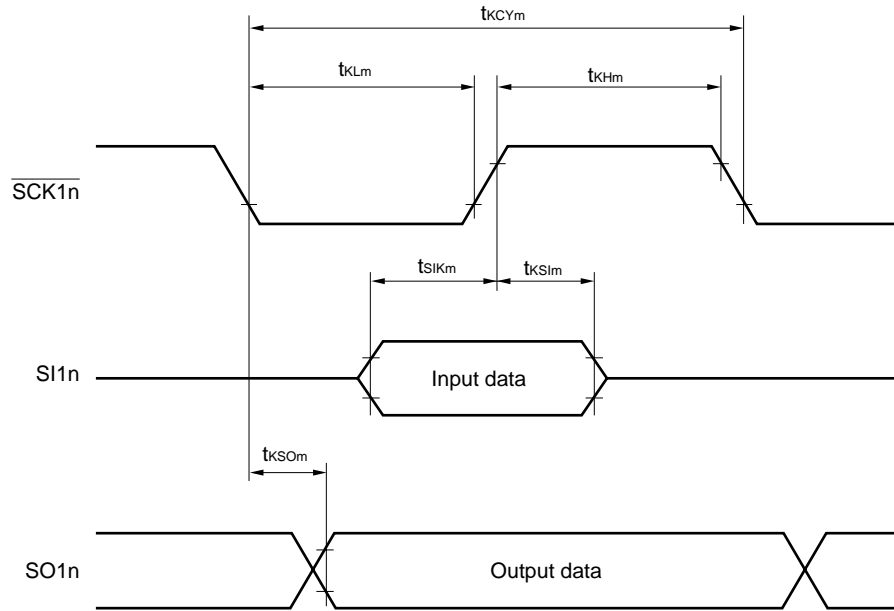 tKCYm
tKLm
tKHm
SCK1n
tSIKm
tKSIm
SI1n
Input data
tKSOm
SO1n
Output data